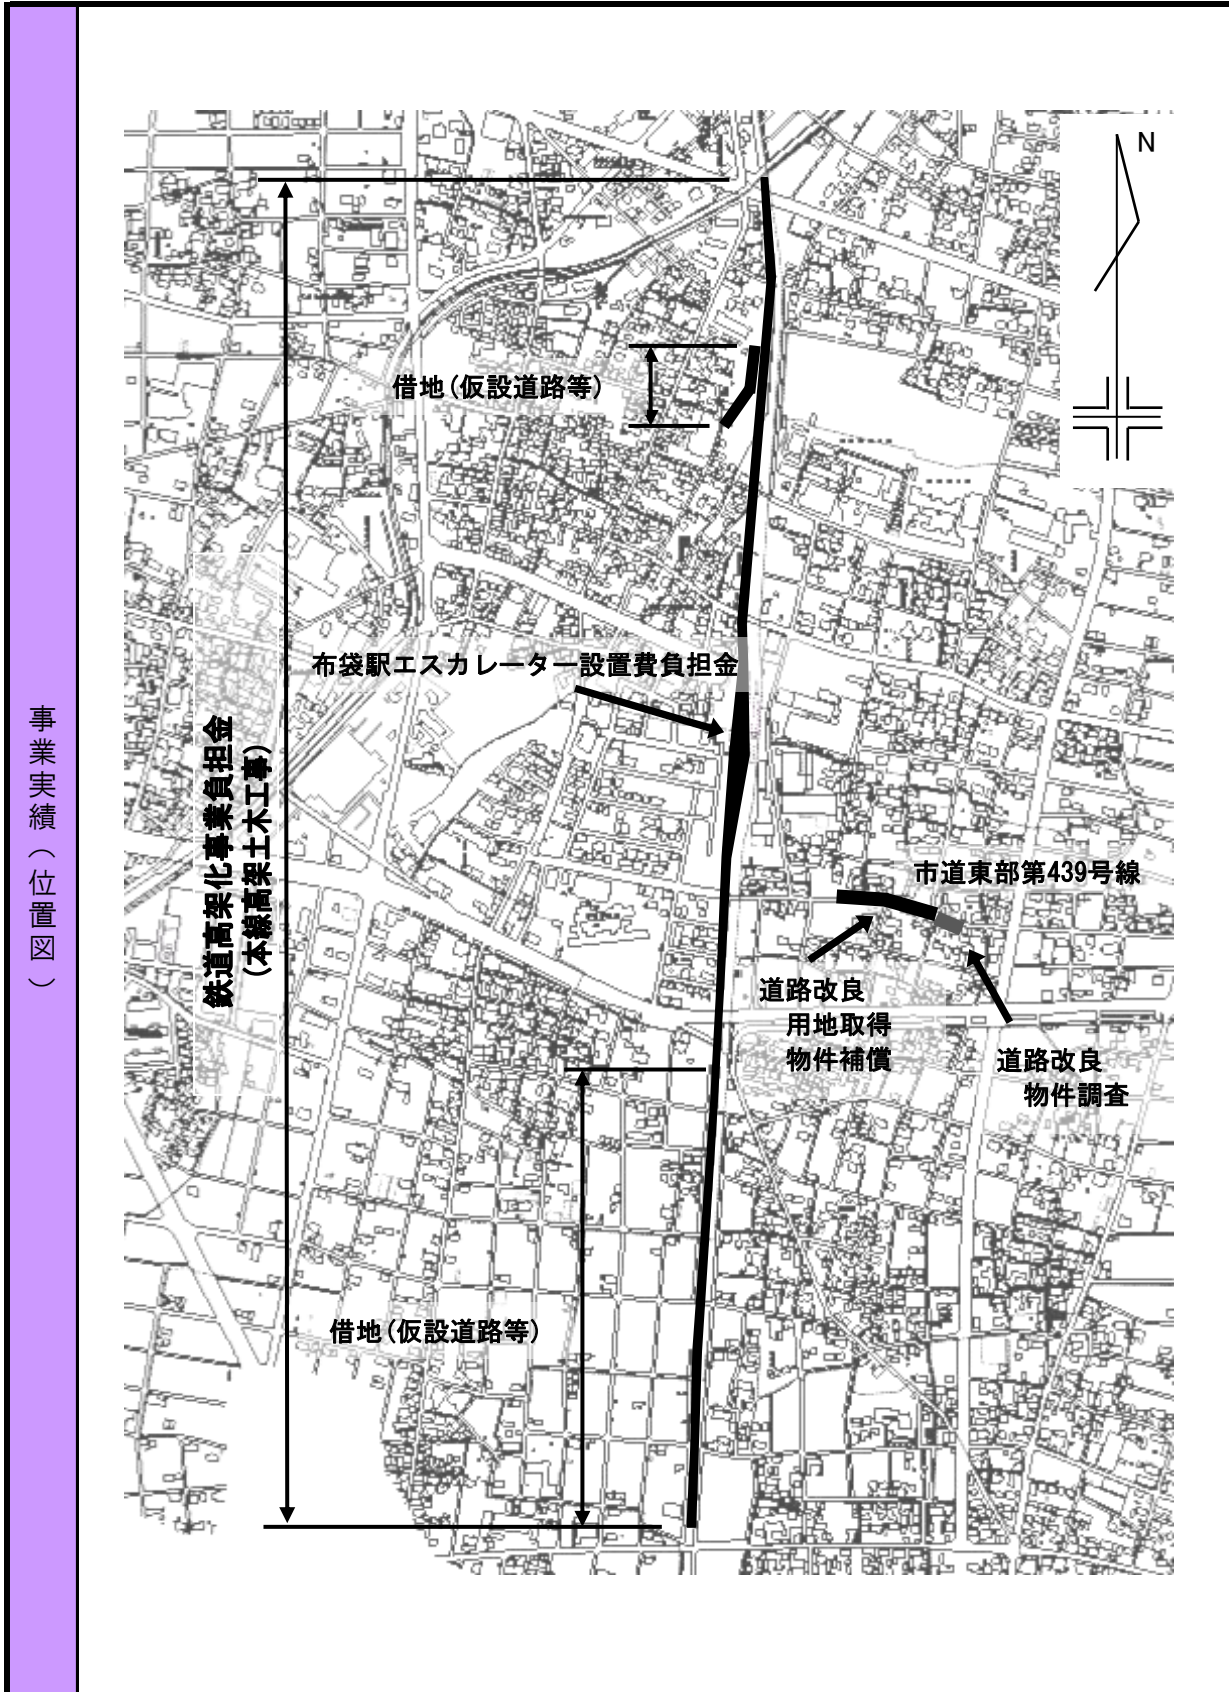 事業実績（位置図）
N
借地(仮設道路等)
布袋駅エスカレーター設置費負担金
鉄道高架化事業負担金
(本線高架土木工事)
市道東部第439号線
道路改良
用地取得
物件補償
道路改良
物件調査
借地(仮設道路等)